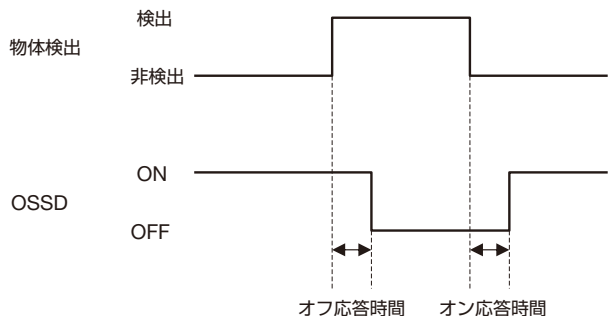 検出
物体検出
非検出
ON
OSSD
OFF
オフ応答時間 オン応答時間